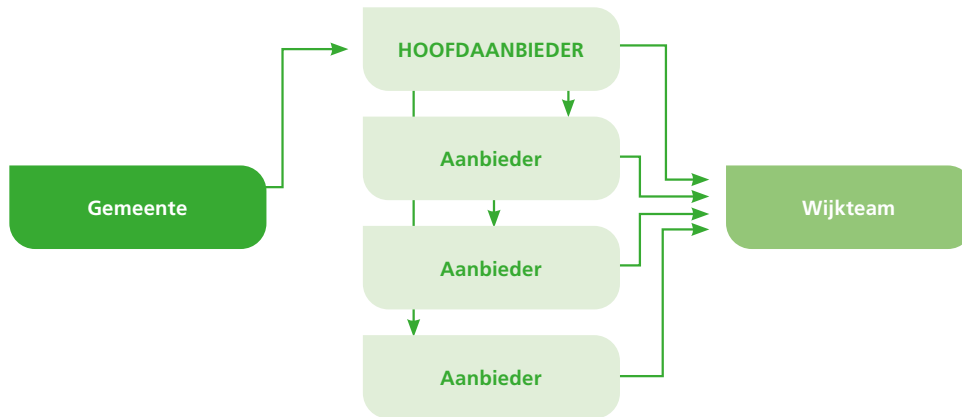 HOOFDAANBIEDER
Aanbieder
Gemeente
Wijkteam
Aanbieder
Aanbieder